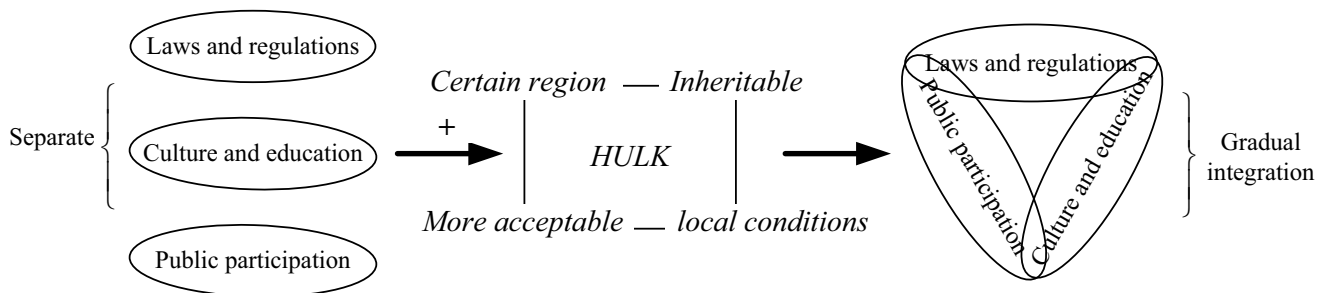 Separate
Laws and regulations
Culture and education
Public participation
+
Certain region
Inheritable
HULK
More acceptable
local conditions
Laws and regulations
Public participation
Culture and education
Gradual
integration